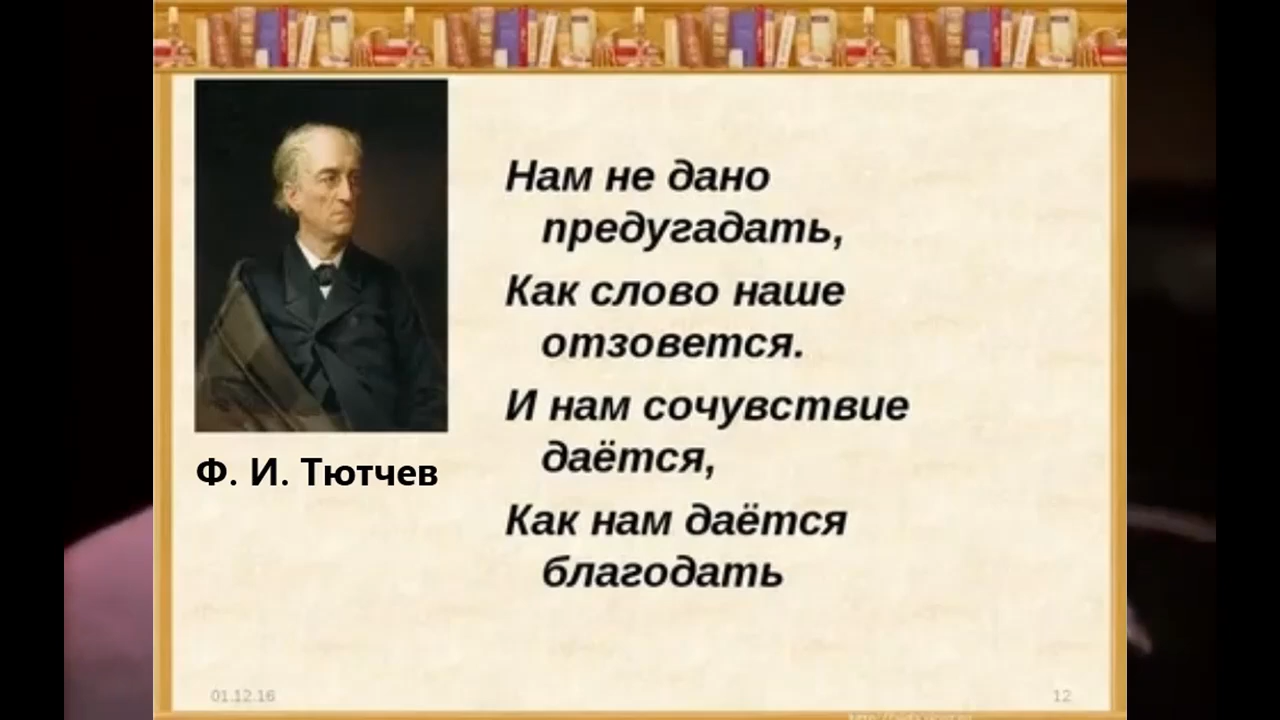 Нам не дано
предугадать,
Как слово наше
отзовется.
И нам сочувствие
даётся,
Как нам даётся
благодать
Ф. И. Тютчев
01.12.16
12